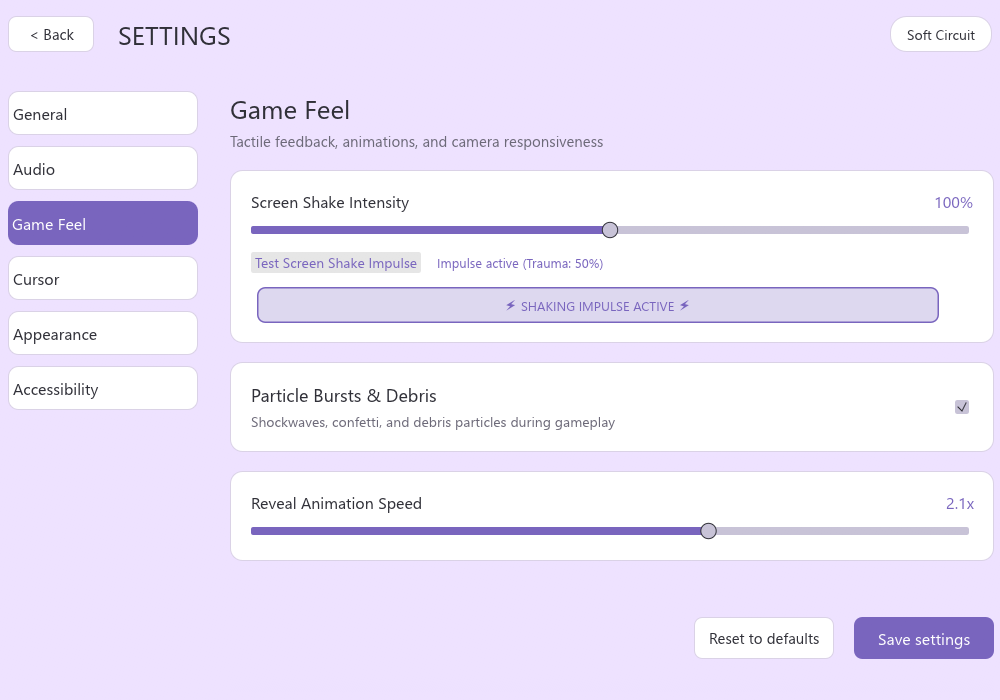 < Back
SETTINGS
Soft Circuit
General
Audio
Game Feel
Cursor
Appearance
Accessibility
Game Feel
Tactile feedback, animations, and camera responsiveness
Screen Shake Intensity
100%
Test Screen Shake Impulse
Impulse active (Trauma: 50%)
⚡ SHAKING IMPULSE ACTIVE ⚡
Particle Bursts & Debris
Shockwaves, confetti, and debris particles during gameplay
Reveal Animation Speed
2.1x
Reset to defaults
Save settings